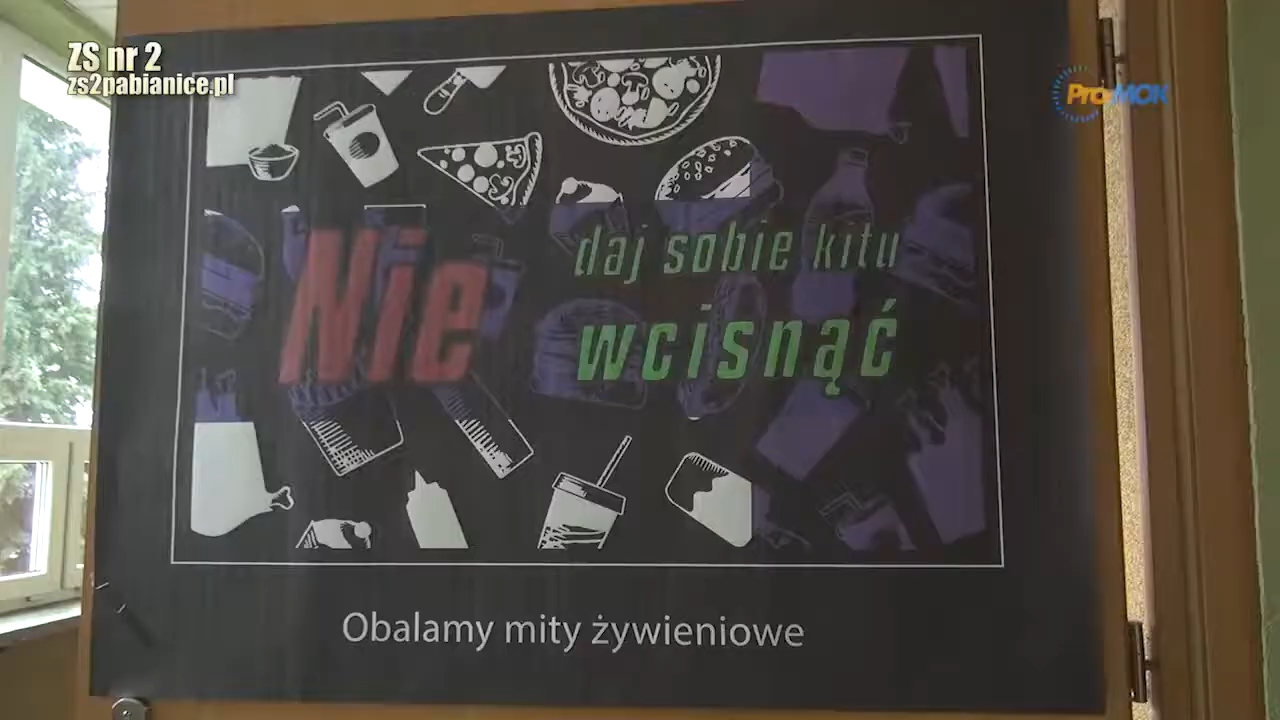 ZS nr 2
zs2pabianice.pl
ProMOK
Nie
daj sobie kitu
wcisnąć
Obalamy mity żywieniowe